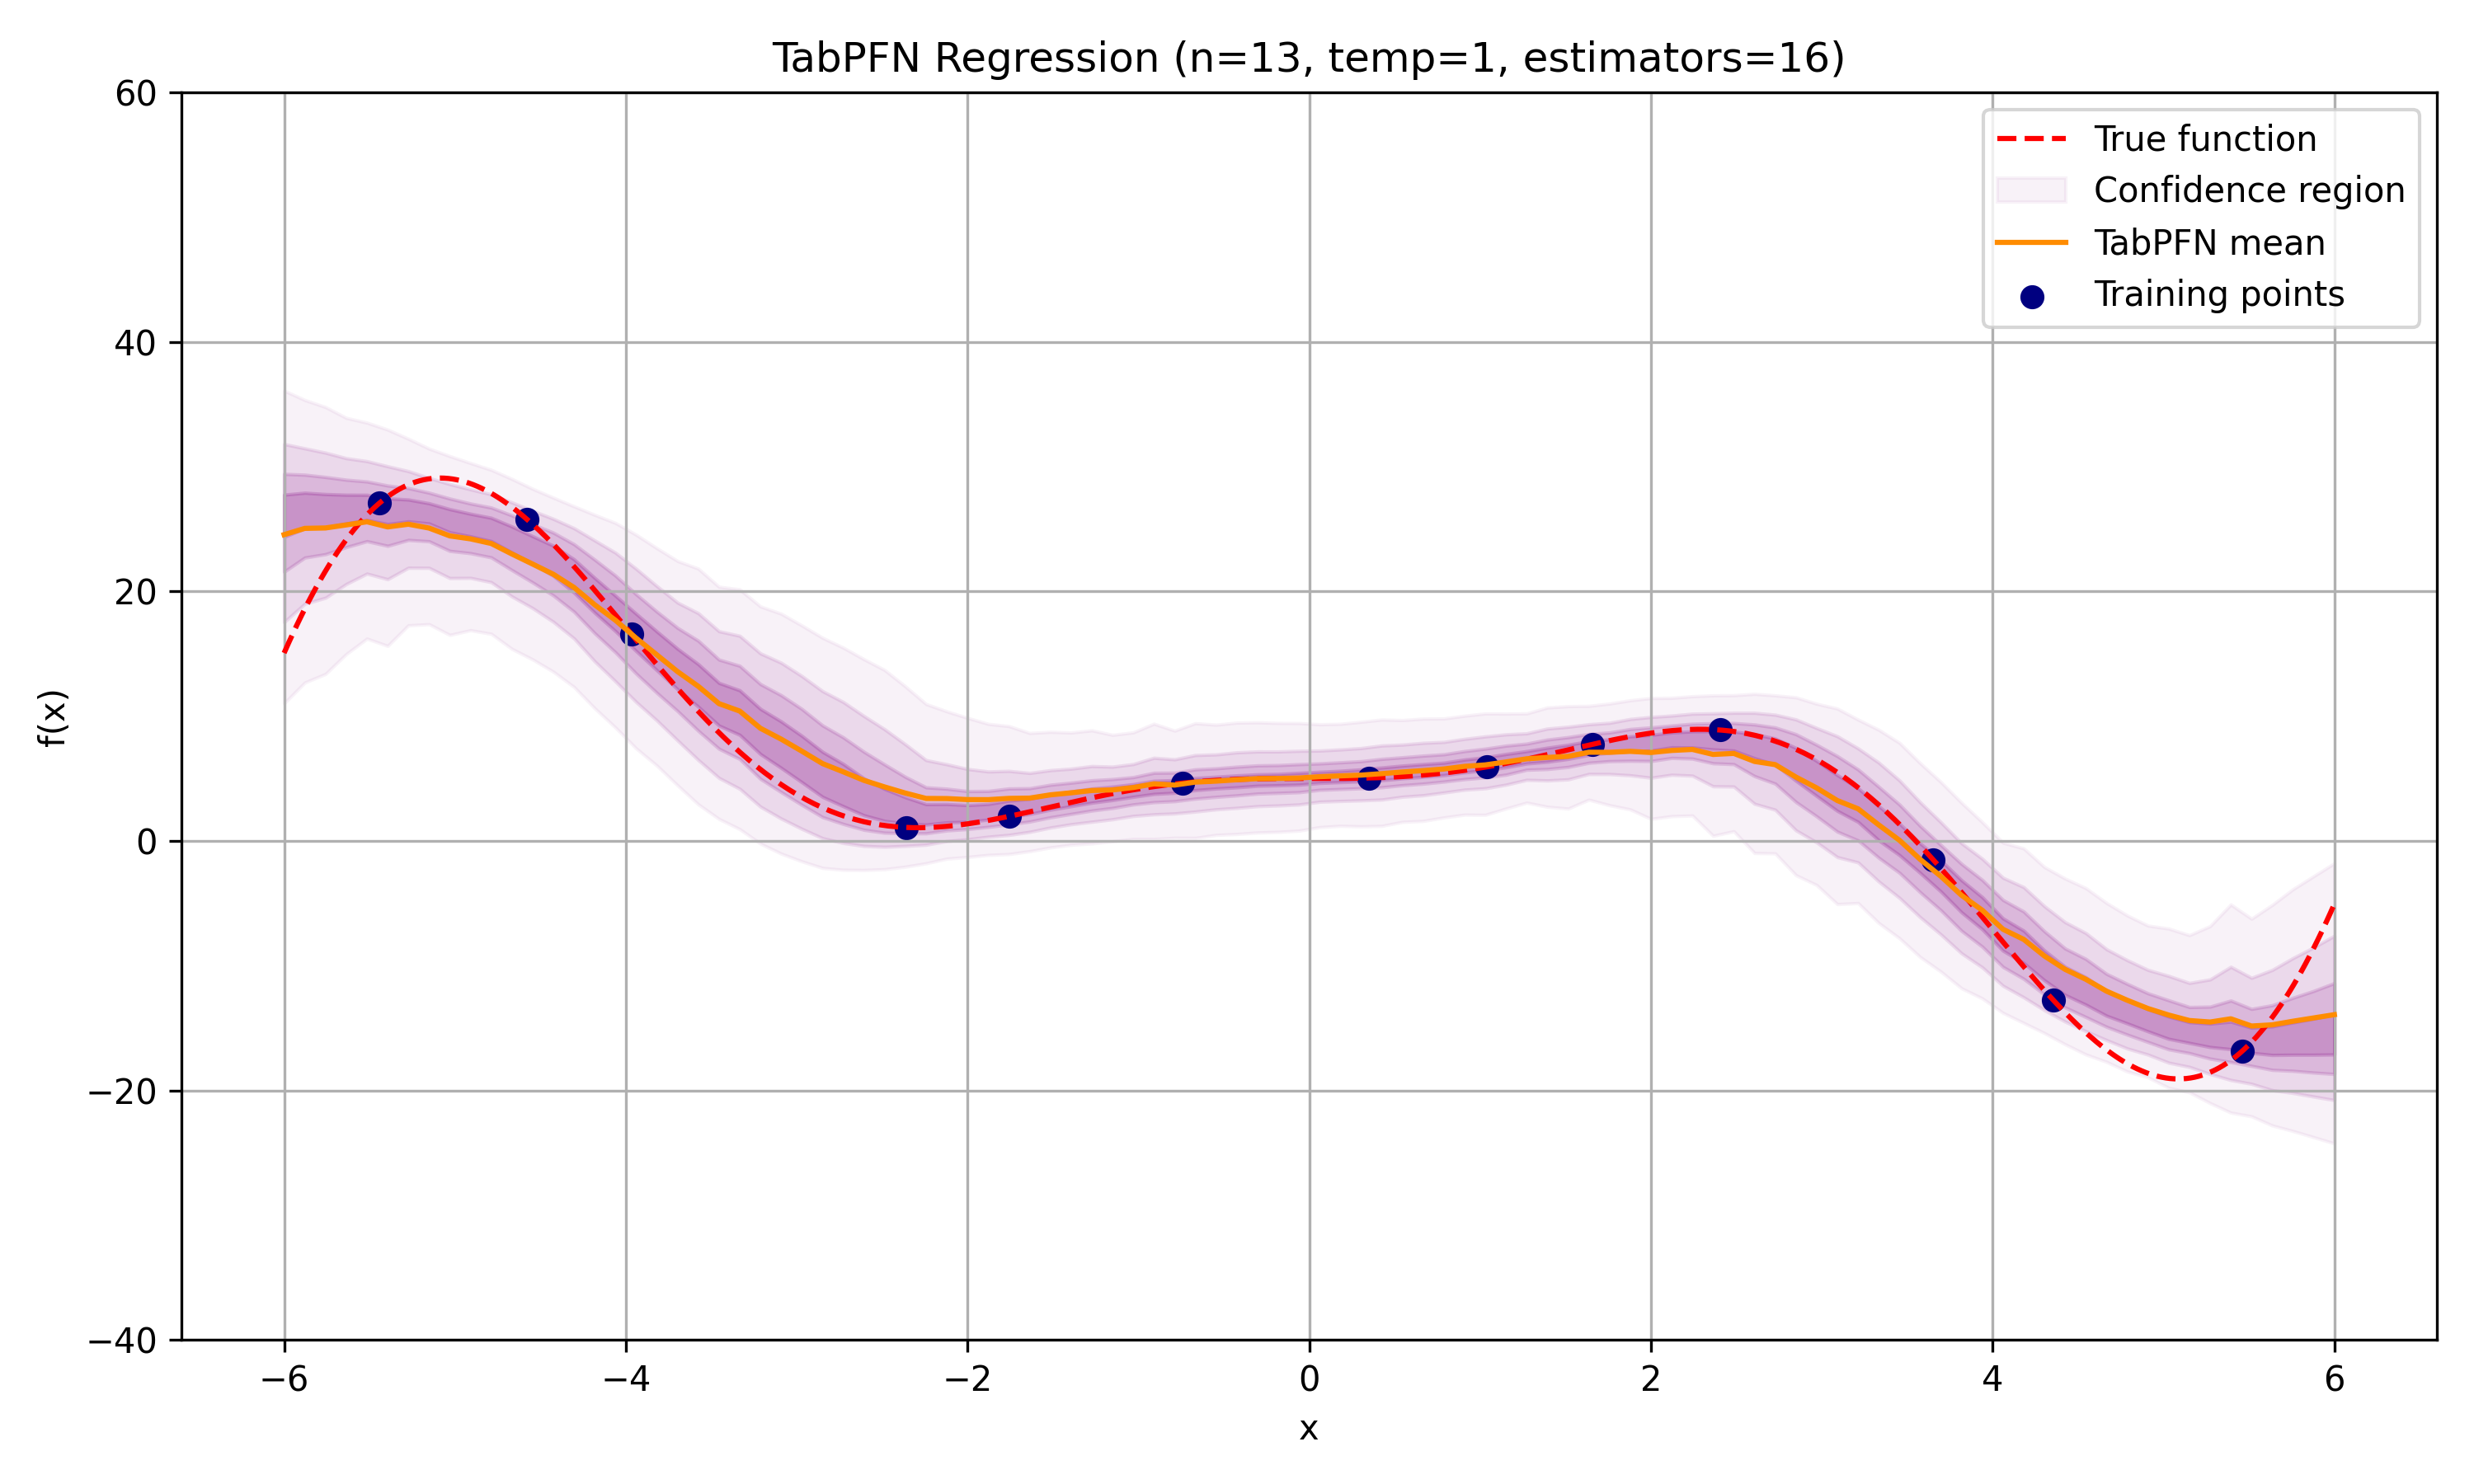 TabPFN Regression (n=13, temp=1, estimators=16)
60
40
20
0
−20
−40
f(x)
−6
−4
−2
0
2
4
6
x
True function
Confidence region
TabPFN mean
Training points